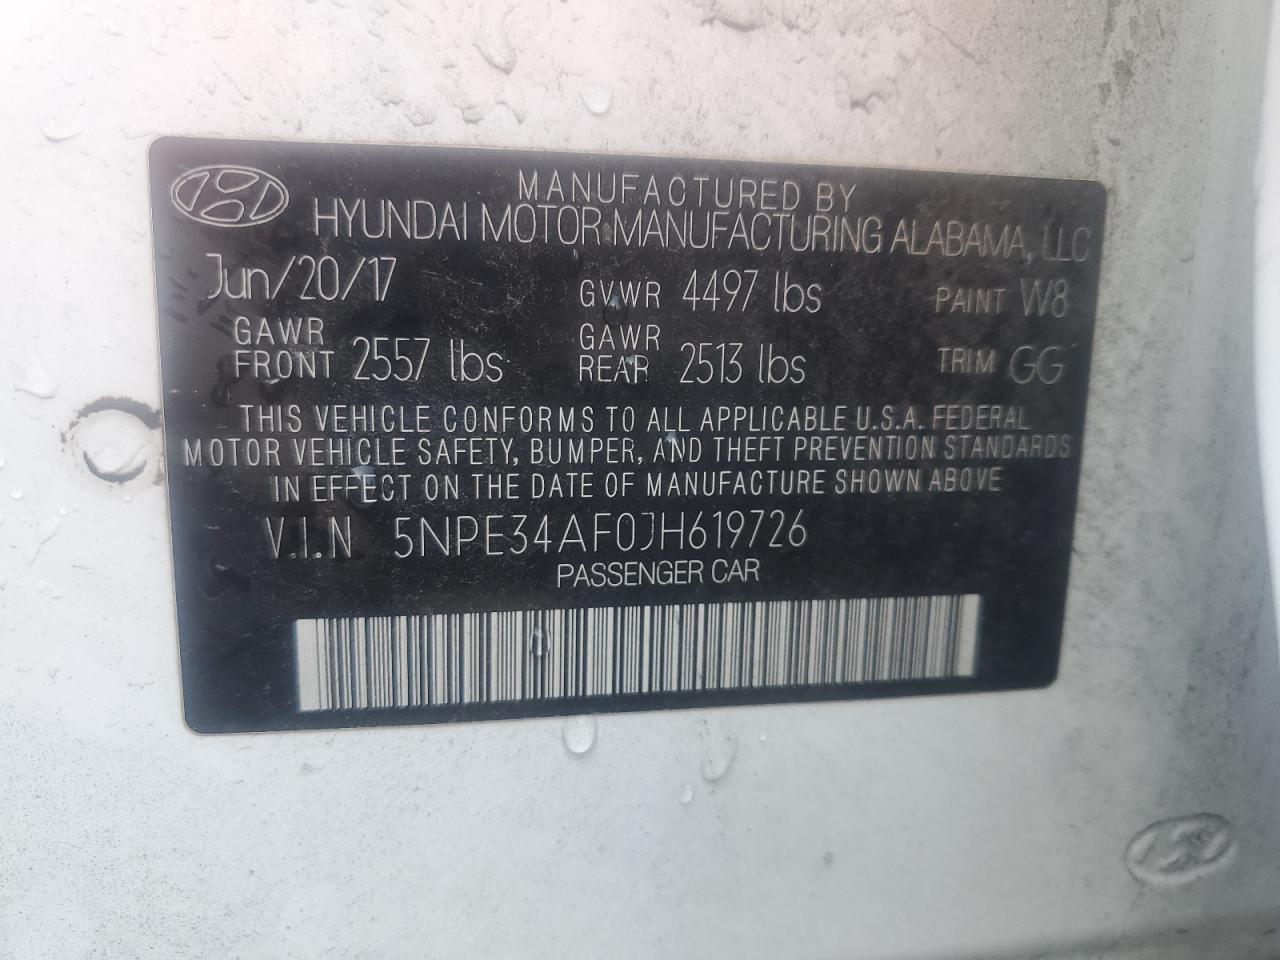 MANUFACTURED BY
HYUNDAI MOTOR MANUFACTURING ALABAMA, LLC
Jun/20/17 GVWR 4497 lbs PAINT W8
GAWR FRONT 2557 lbs GAWR REAR 2513 lbs TRIM GG
THIS VEHICLE CONFORMS TO ALL APPLICABLE U.S.A. FEDERAL
MOTOR VEHICLE SAFETY, BUMPER, AND THEFT PREVENTION STANDARDS
IN EFFECT ON THE DATE OF MANUFACTURE SHOWN ABOVE
V.I.N 5NPE34AF0JH619726
PASSENGER CAR